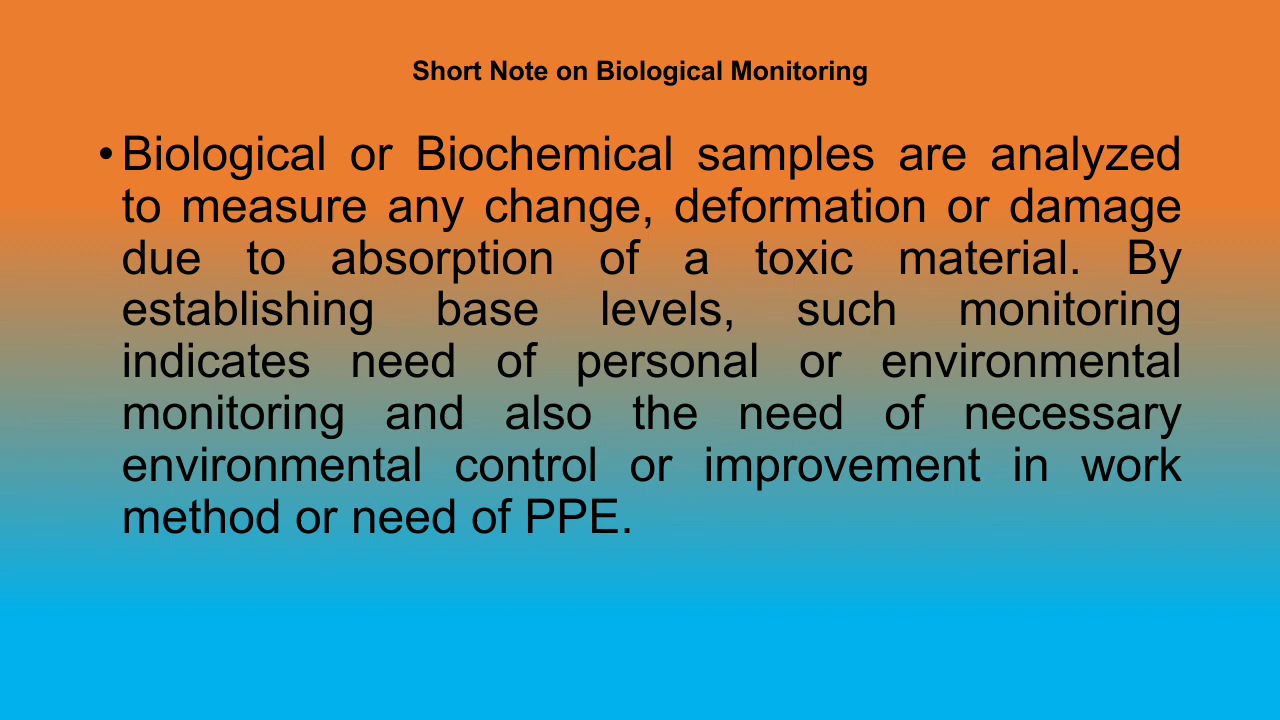 Short Note on Biological Monitoring
• Biological or Biochemical samples are analyzed
to measure any change, deformation or damage
due to absorption of a toxic material. By
establishing base levels, such monitoring
indicates need of personal or environmental
monitoring and also the need of necessary
environmental control or improvement in work
method or need of PPE.